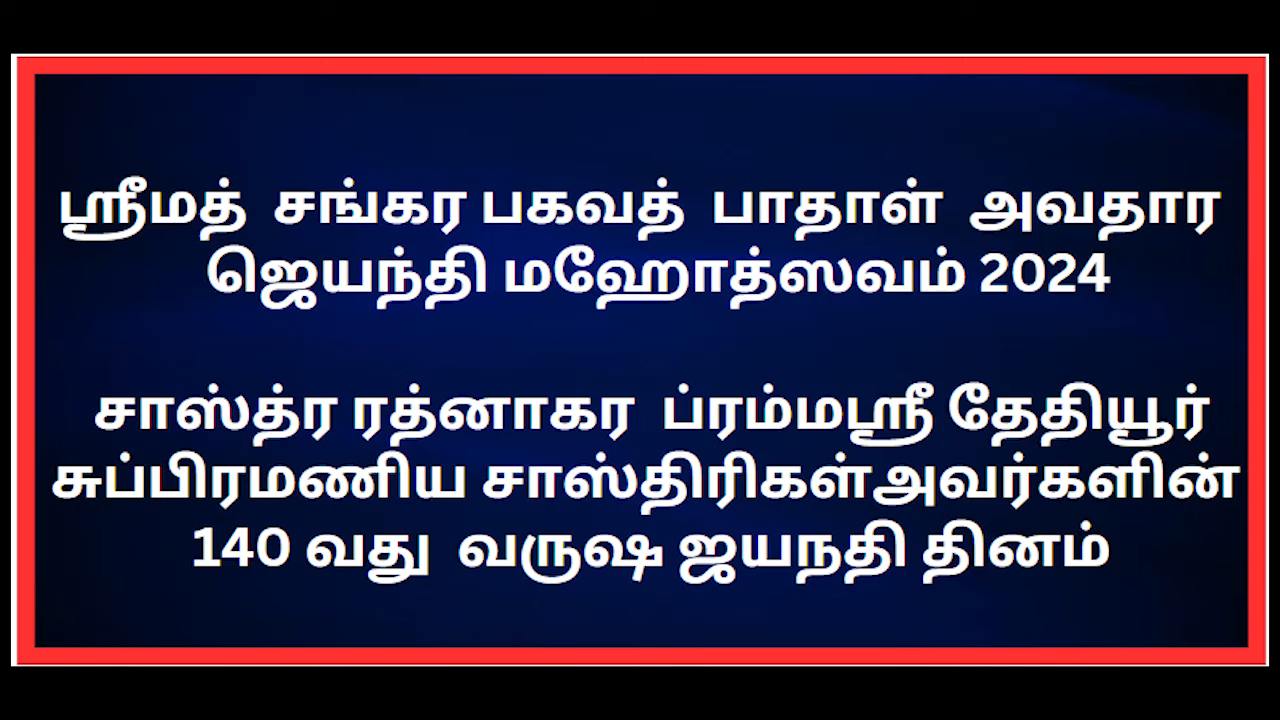 ஸ்ரீமத் சங்கர பகவத் பாதாள் அவதார
ஜெயந்தி மஹோத்ஸவம் 2024
சாஸ்த்ர ரத்னாகர ப்ரம்மஸ்ரீ தேதியூர்
சுப்பிரமணிய சாஸ்திரிகள்அவர்களின்
140 வது வருஷ ஜயநதி தினம்